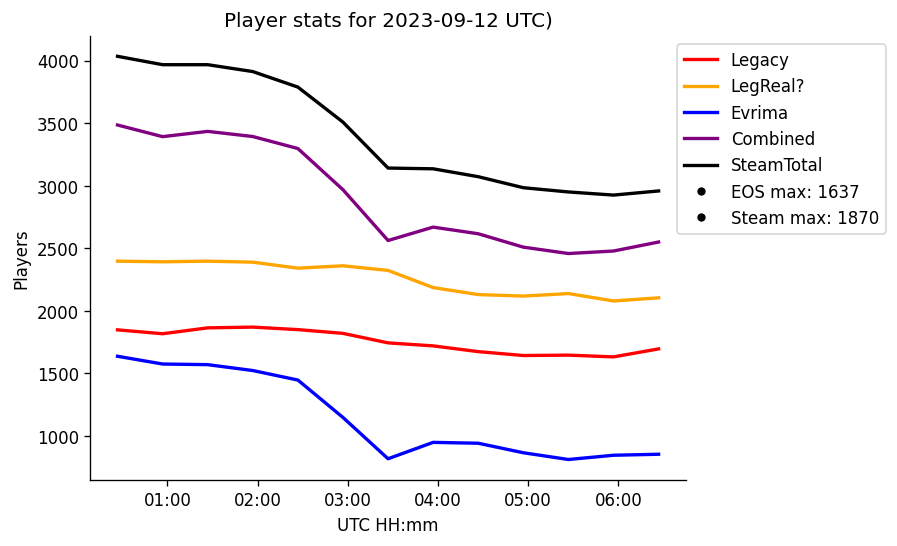 Player stats for 2023-09-12 UTC)
Legacy
LegReal?
Evrima
Combined
SteamTotal
EOS max: 1637
Steam max: 1870
Players
4000
3500
3000
2500
2000
1500
1000
01:00 02:00 03:00 04:00 05:00 06:00
UTC HH:mm